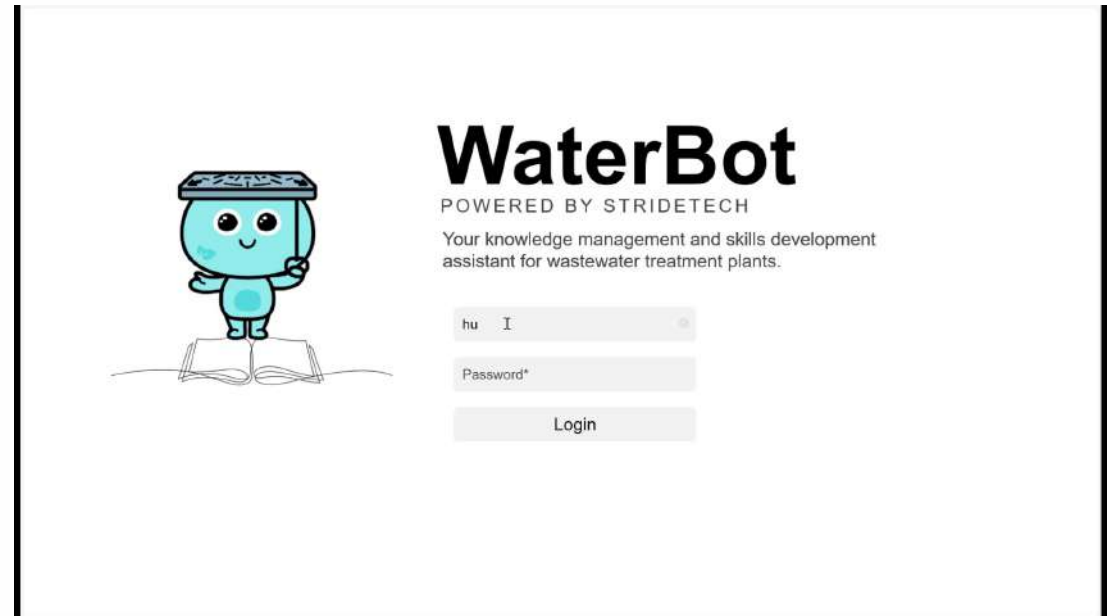 WaterBot
POWERED BY STRIDETECH
Your knowledge management and skills development
assistant for wastewater treatment plants.
hu
Password*
Login